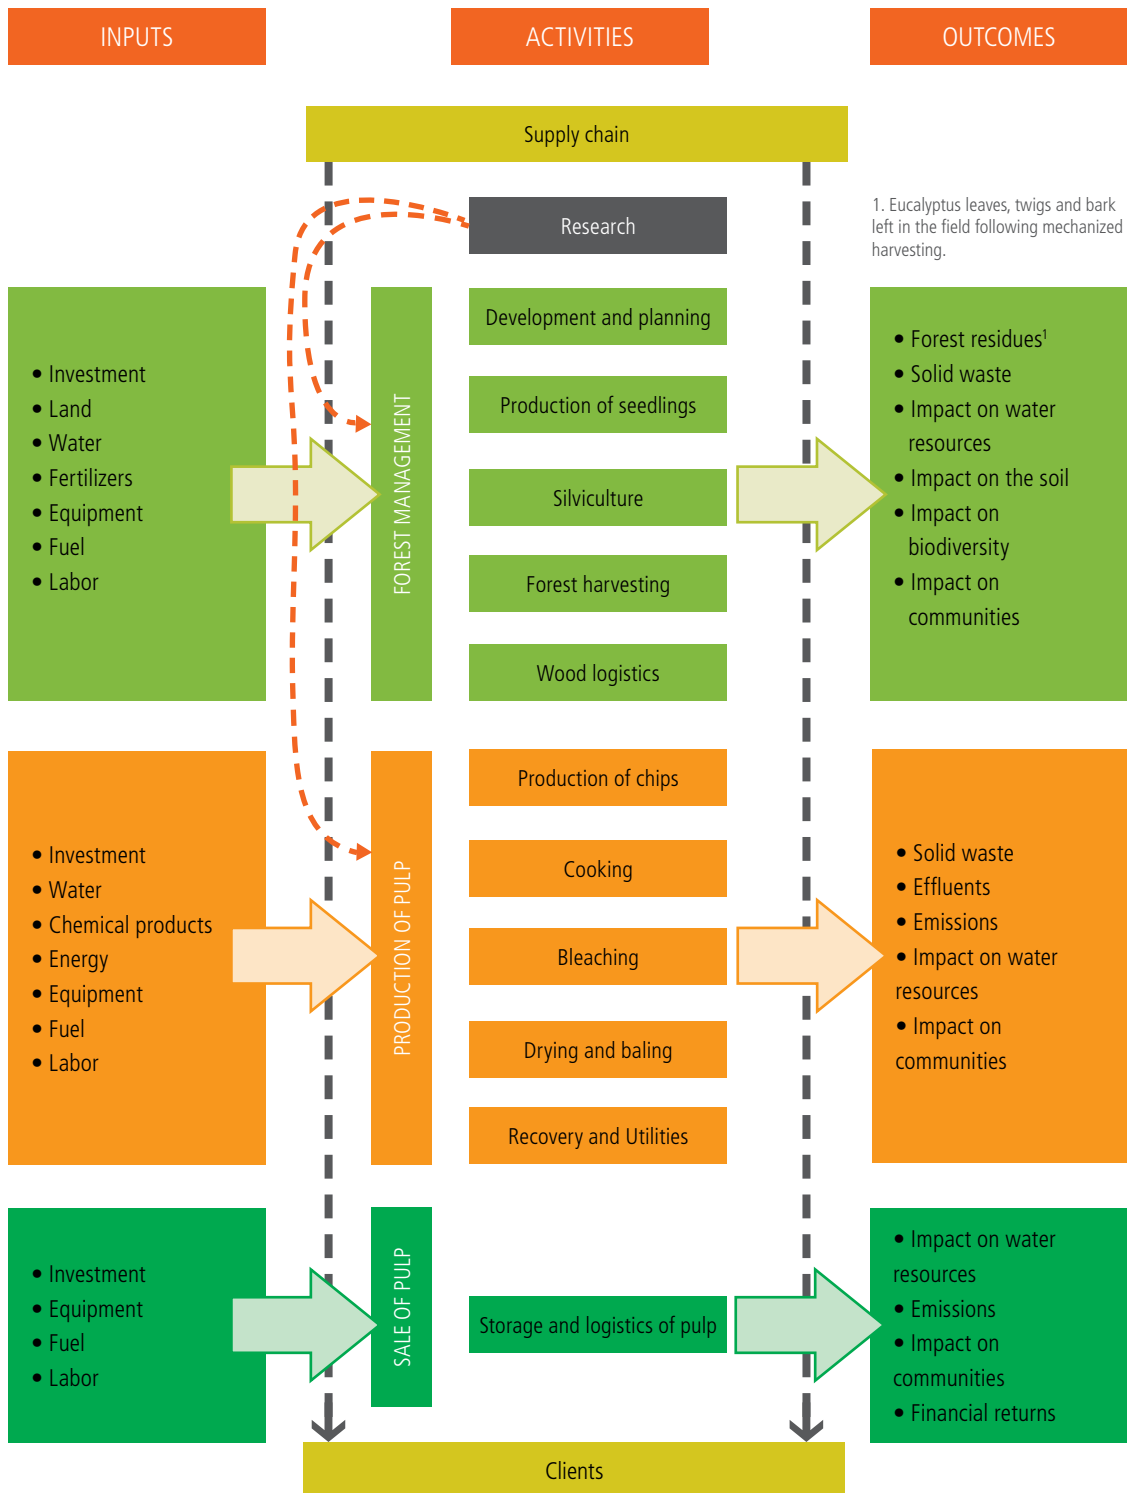 INPUTS
ACTIVITIES
OUTCOMES
Supply chain
Research
1. Eucalyptus leaves, twigs and bark
left in the field following mechanized
harvesting.
• Investment
• Land
• Water
• Fertilizers
• Equipment
• Fuel
• Labor
FOREST MANAGEMENT
Development and planning
Production of seedlings
Silviculture
Forest harvesting
Wood logistics
• Forest residues¹
• Solid waste
• Impact on water
resources
• Impact on the soil
• Impact on
biodiversity
• Impact on
communities
• Investment
• Water
• Chemical products
• Energy
• Equipment
• Fuel
• Labor
PRODUCTION OF PULP
Production of chips
Cooking
Bleaching
Drying and baling
Recovery and Utilities
• Solid waste
• Effluents
• Emissions
• Impact on water
resources
• Impact on
communities
• Investment
• Equipment
• Fuel
• Labor
SALE OF PULP
Storage and logistics of pulp
• Impact on water
resources
• Emissions
• Impact on
communities
• Financial returns
Clients